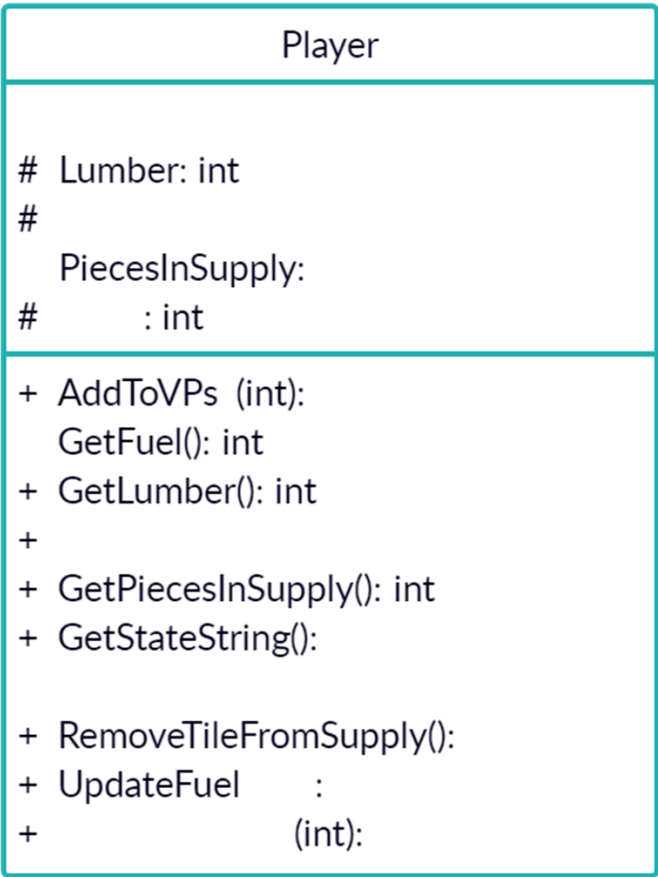 Player
# Lumber: int
#
PiecesInSupply:
# : int
+ AddToVPs (int):
GetFuel(): int
+ GetLumber(): int
+
+ GetPiecesInSupply(): int
+ GetStateString():
+ RemoveTileFromSupply():
+ UpdateFuel :
+ (int):